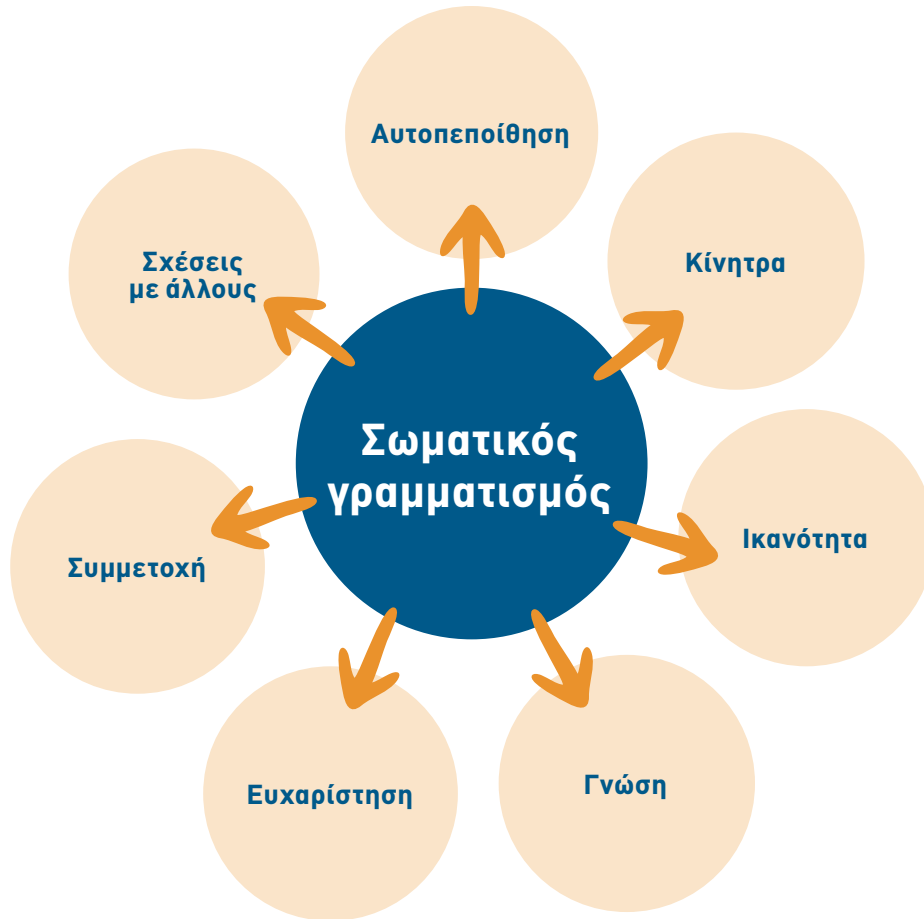 Αυτοπεποίθηση
Κίνητρα
Σχέσεις
με άλλους
Σωματικός
γραμματισμός
Ικανότητα
Συμμετοχή
Γνώση
Ευχαρίστηση